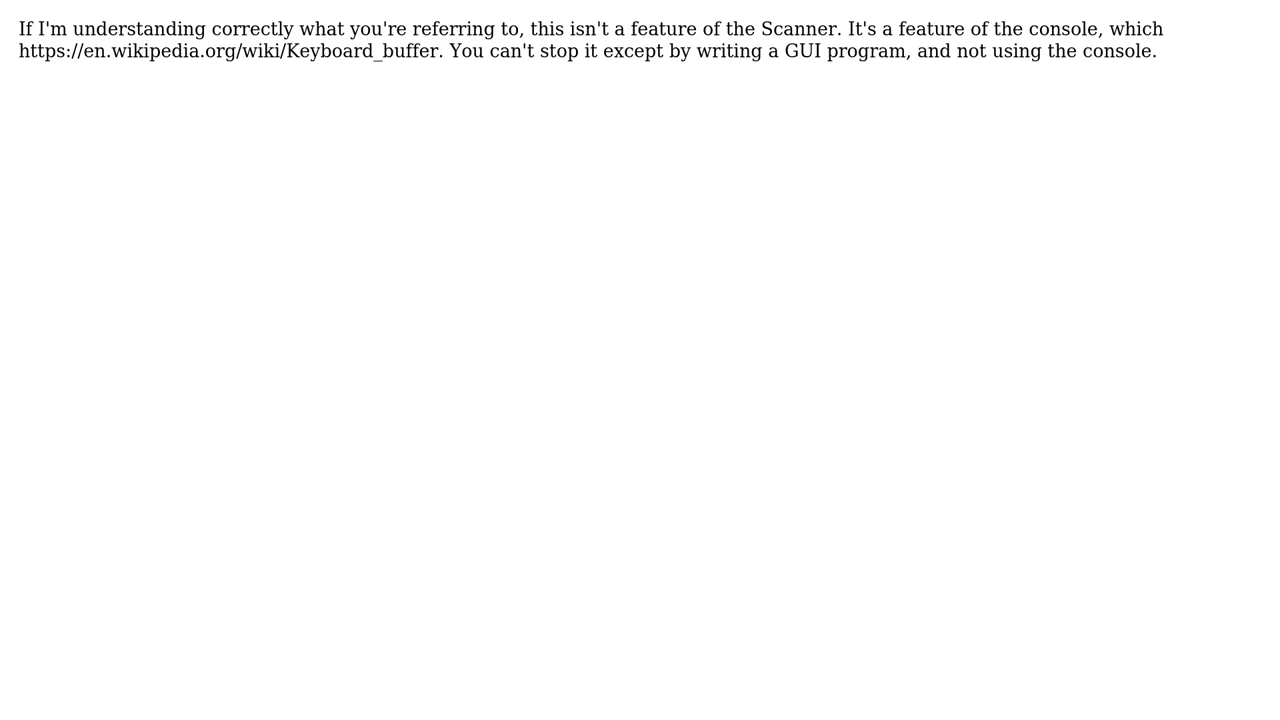 If I'm understanding correctly what you're referring to, this isn't a feature of the Scanner. It's a feature of the console, which
https://en.wikipedia.org/wiki/Keyboard_buffer. You can't stop it except by writing a GUI program, and not using the console.